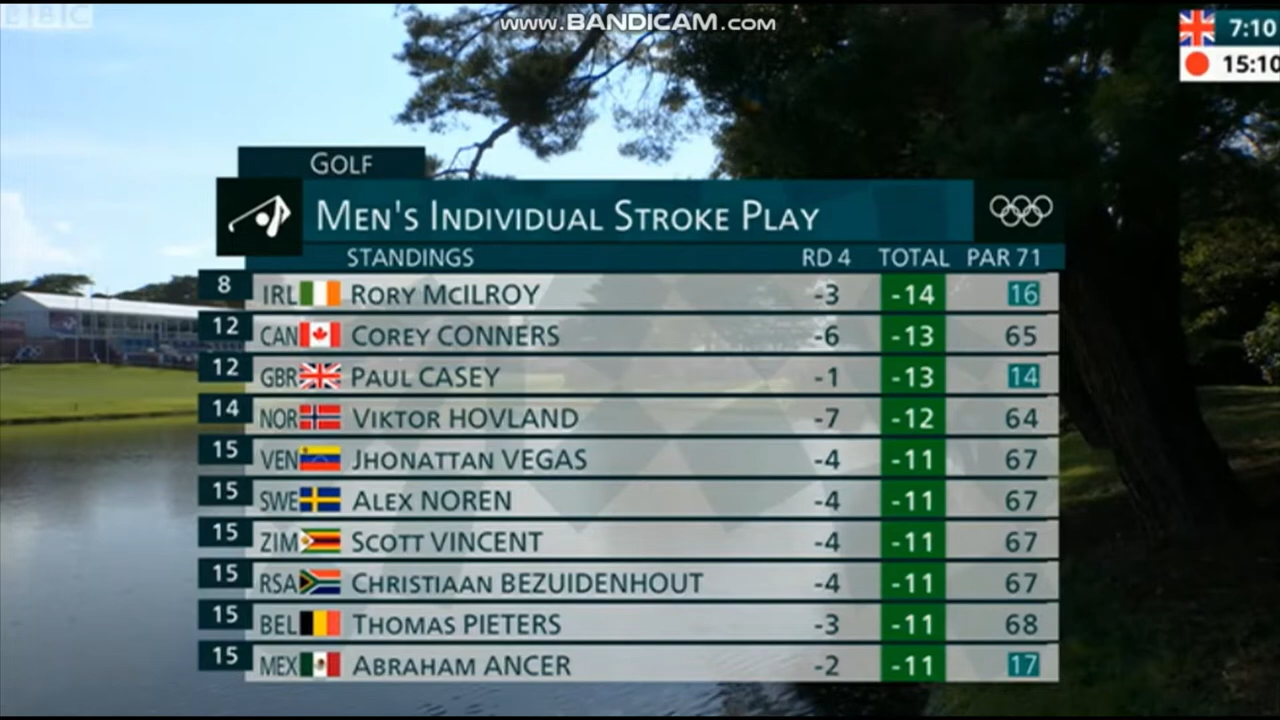 BBC
www.BANDICAM.com
7:10
15:10
GOLF
MEN'S INDIVIDUAL STROKE PLAY
STANDINGS RD 4 TOTAL PAR 71
8 IRL RORY MCILROY -3 -14 16
12 CAN COREY CONNERS -6 -13 65
12 GBR PAUL CASEY -1 -13 14
14 NOR VIKTOR HOVLAND -7 -12 64
15 VEN JHONATTAN VEGAS -4 -11 67
15 SWE ALEX NOREN -4 -11 67
15 ZIM SCOTT VINCENT -4 -11 67
15 RSA CHRISTIAAN BEZUIDENHOUT -4 -11 67
15 BEL THOMAS PIETERS -3 -11 68
15 MEX ABRAHAM ANCER -2 -11 17